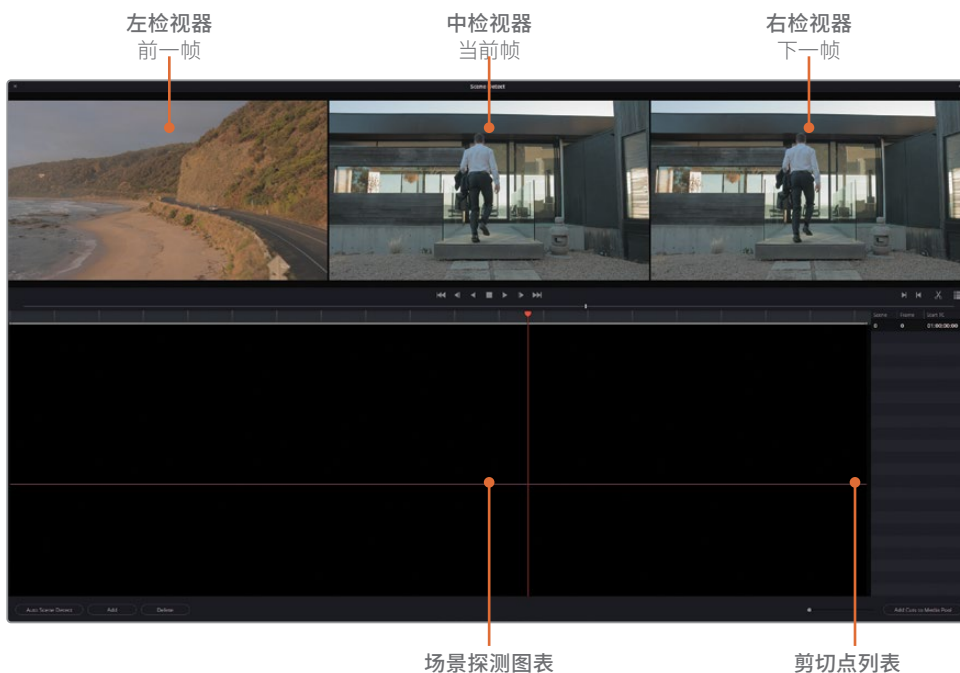 左检视器
前一帧
中检视器
当前帧
右检视器
下一帧
Scene Detect
Scene Frame Start TC
0 0 01:00:00:00
Auto Scene Detect Add Delete Add Cuts to Media Pool
场景探测图表
剪切点列表